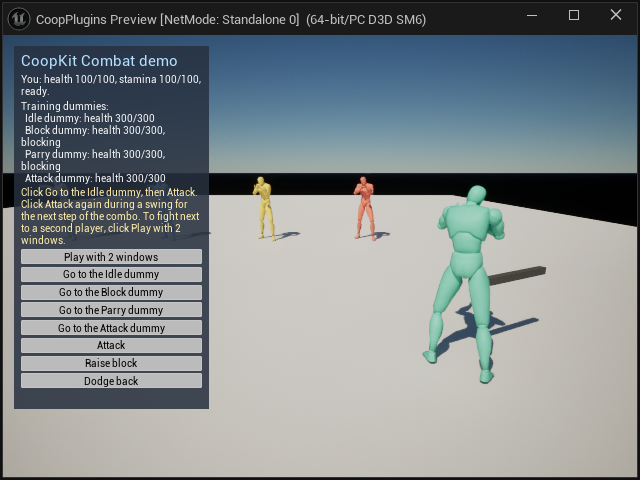 CoopPlugins Preview [NetMode: Standalone 0]  (64-bit/PC D3D SM6)
CoopKit Combat demo
You: health 100/100, stamina 100/100,
ready.
Training dummies:
Idle dummy: health 300/300
Block dummy: health 300/300,
blocking
Parry dummy: health 300/300,
blocking
Attack dummy: health 300/300
Click Go to the Idle dummy, then Attack.
Click Attack again during a swing for
the next step of the combo. To fight next
to a second player, click Play with 2
windows.
Play with 2 windows
Go to the Idle dummy
Go to the Block dummy
Go to the Parry dummy
Go to the Attack dummy
Attack
Raise block
Dodge back